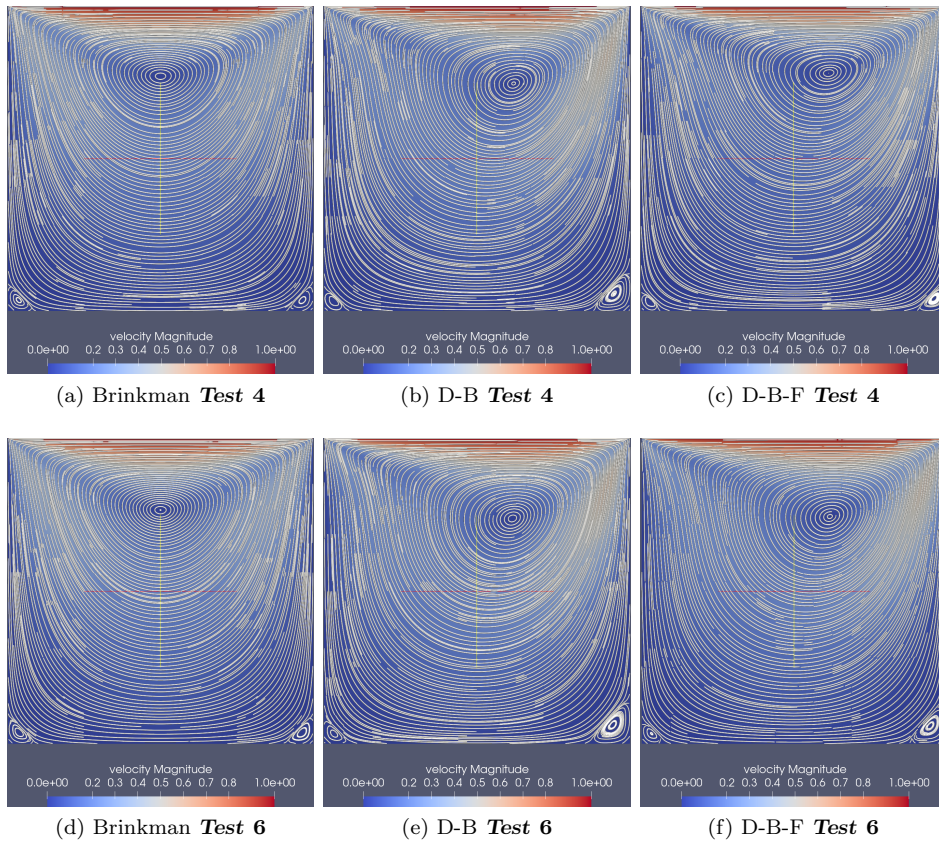 velocity Magnitude velocity Magnitude velocity Magnitude
0.0e+00 0.2 0.3 0.4 0.5 0.6 0.7 0.8 1.0e+00 0.0e+00 0.2 0.3 0.4 0.5 0.6 0.7 0.8 1.0e+00 0.0e+00 0.2 0.3 0.4 0.5 0.6 0.7 0.8 1.0e+00
(a) Brinkman Test 4 (b) D-B Test 4 (c) D-B-F Test 4
velocity Magnitude velocity Magnitude velocity Magnitude
0.0e+00 0.2 0.3 0.4 0.5 0.6 0.7 0.8 1.0e+00 0.0e+00 0.2 0.3 0.4 0.5 0.6 0.7 0.8 1.0e+00 0.0e+00 0.2 0.3 0.4 0.5 0.6 0.7 0.8 1.0e+00
(d) Brinkman Test 6 (e) D-B Test 6 (f) D-B-F Test 6